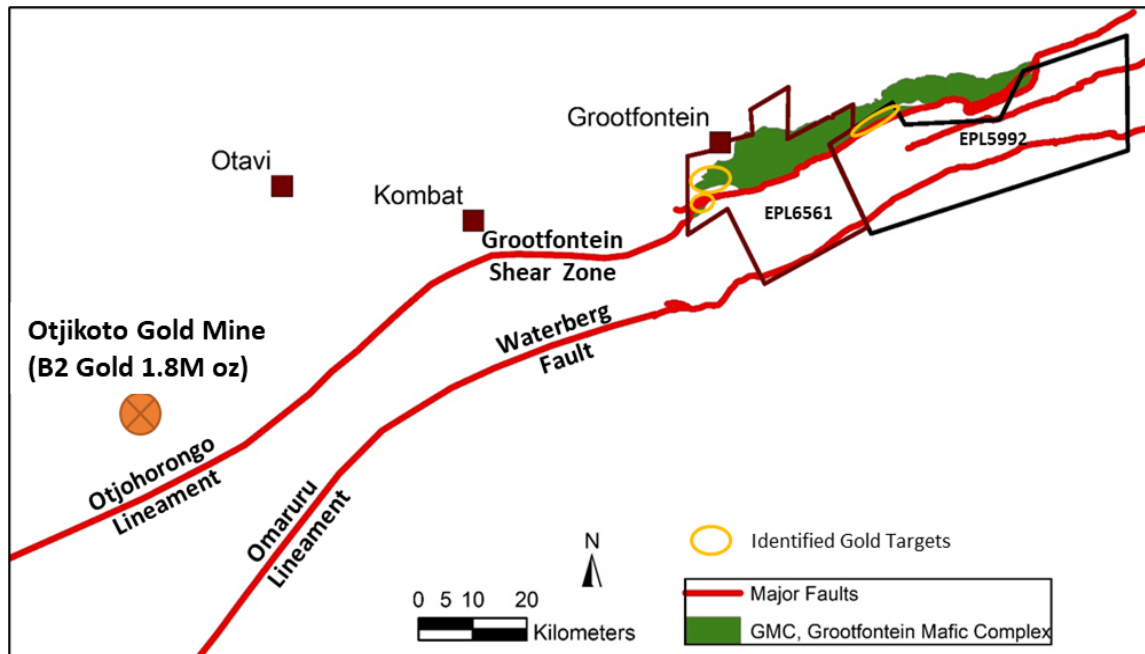 Grootfontein
EPL5992
Otavi
Kombat
EPL6561
Grootfontein
Shear Zone
Otjikoto Gold Mine
(B2 Gold 1.8M oz)
Waterberg
Fault
Otjohorongo
Lineament
Omaruru
Lineament
N
Identified Gold Targets
0 5 10 20
Kilometers
Major Faults
GMC, Grootfontein Mafic Complex